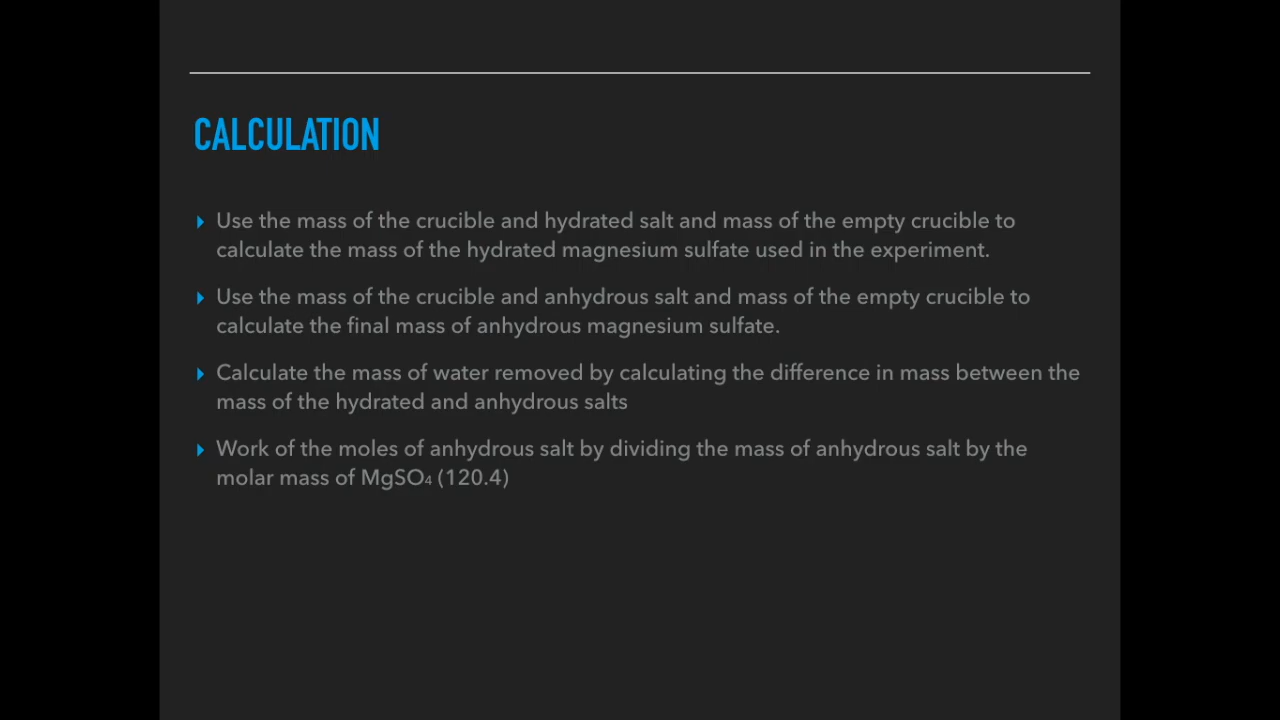 CALCULATION
Use the mass of the crucible and hydrated salt and mass of the empty crucible to
calculate the mass of the hydrated magnesium sulfate used in the experiment.
Use the mass of the crucible and anhydrous salt and mass of the empty crucible to
calculate the final mass of anhydrous magnesium sulfate.
Calculate the mass of water removed by calculating the difference in mass between the
mass of the hydrated and anhydrous salts
Work of the moles of anhydrous salt by dividing the mass of anhydrous salt by the
molar mass of MgSO₄ (120.4)